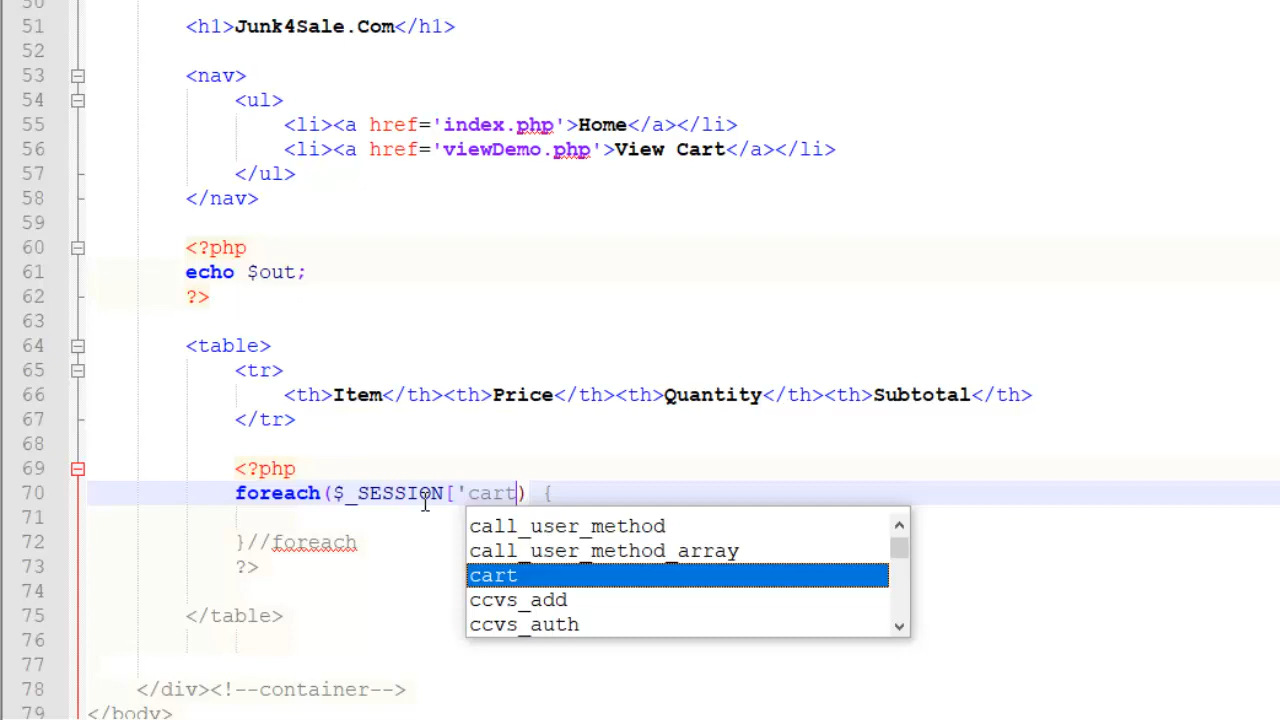 50
51 <h1>Junk4Sale.Com</h1>
52
53 <nav>
54 <ul>
55 <li><a href='index.php'>Home</a></li>
56 <li><a href='viewDemo.php'>View Cart</a></li>
57 </ul>
58 </nav>
59
60 <?php
61 echo $out;
62 ?>
63
64 <table>
65 <tr>
66 <th>Item</th><th>Price</th><th>Quantity</th><th>Subtotal</th>
67 </tr>
68
69 <?php
70 foreach($_SESSION['cart) {
71
call_user_method
72 }//foreach
call_user_method_array
73 ?>
cart
74
ccvs_add
75 </table>
ccvs_auth
76
77
78 </div><!--container-->
79 </body>